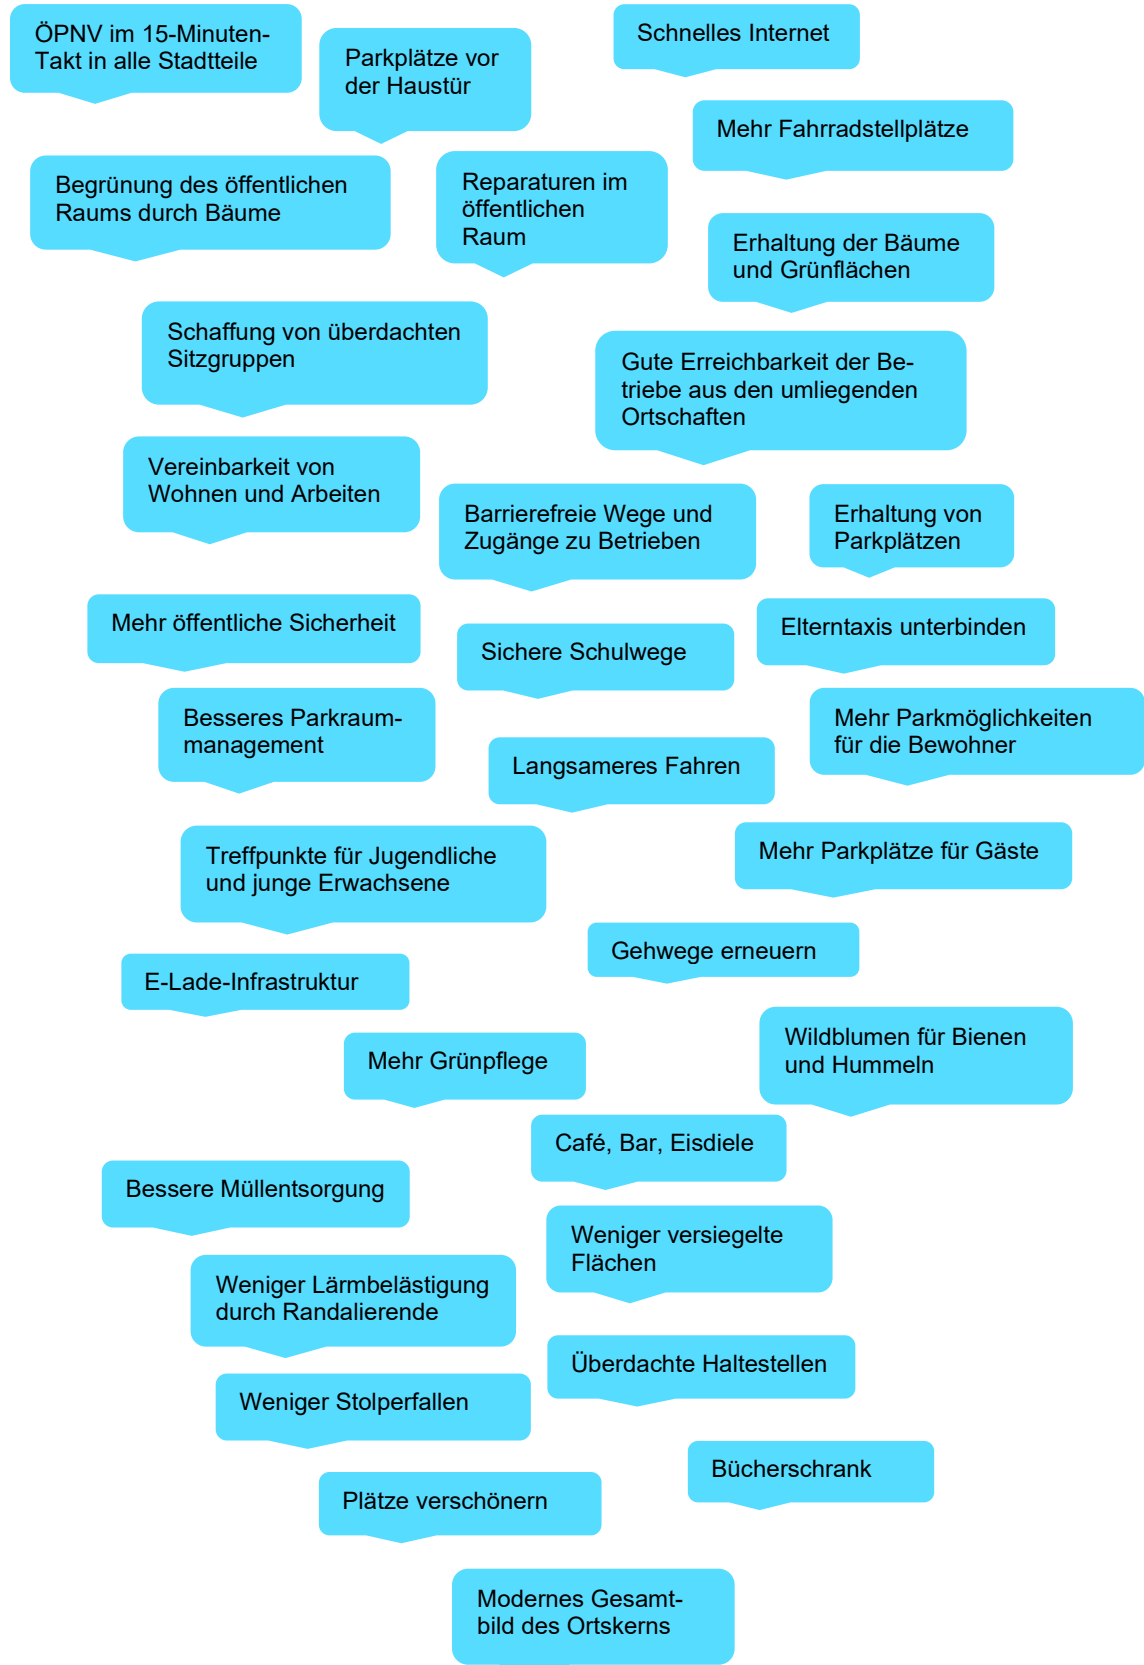 ÖPNV im 15-Minuten-
Takt in alle Stadtteile
Parkplätze vor
der Haustür
Schnelles Internet
Mehr Fahrradstellplätze
Begrünung des öffentlichen
Raums durch Bäume
Reparaturen im
öffentlichen
Raum
Erhaltung der Bäume
und Grünflächen
Schaffung von überdachten
Sitzgruppen
Gute Erreichbarkeit der Be-
triebe aus den umliegenden
Ortschaften
Vereinbarkeit von
Wohnen und Arbeiten
Barrierefreie Wege und
Zugänge zu Betrieben
Erhaltung von
Parkplätzen
Mehr öffentliche Sicherheit
Sichere Schulwege
Elterntaxis unterbinden
Besseres Parkraum-
management
Langsameres Fahren
Mehr Parkmöglichkeiten
für die Bewohner
Treffpunkte für Jugendliche
und junge Erwachsene
Mehr Parkplätze für Gäste
Gehwege erneuern
E-Lade-Infrastruktur
Mehr Grünpflege
Wildblumen für Bienen
und Hummeln
Café, Bar, Eisdiele
Bessere Müllentsorgung
Weniger versiegelte
Flächen
Weniger Lärmbelästigung
durch Randalierende
Überdachte Haltestellen
Weniger Stolperfallen
Bücherschrank
Plätze verschönern
Modernes Gesamt-
bild des Ortskerns